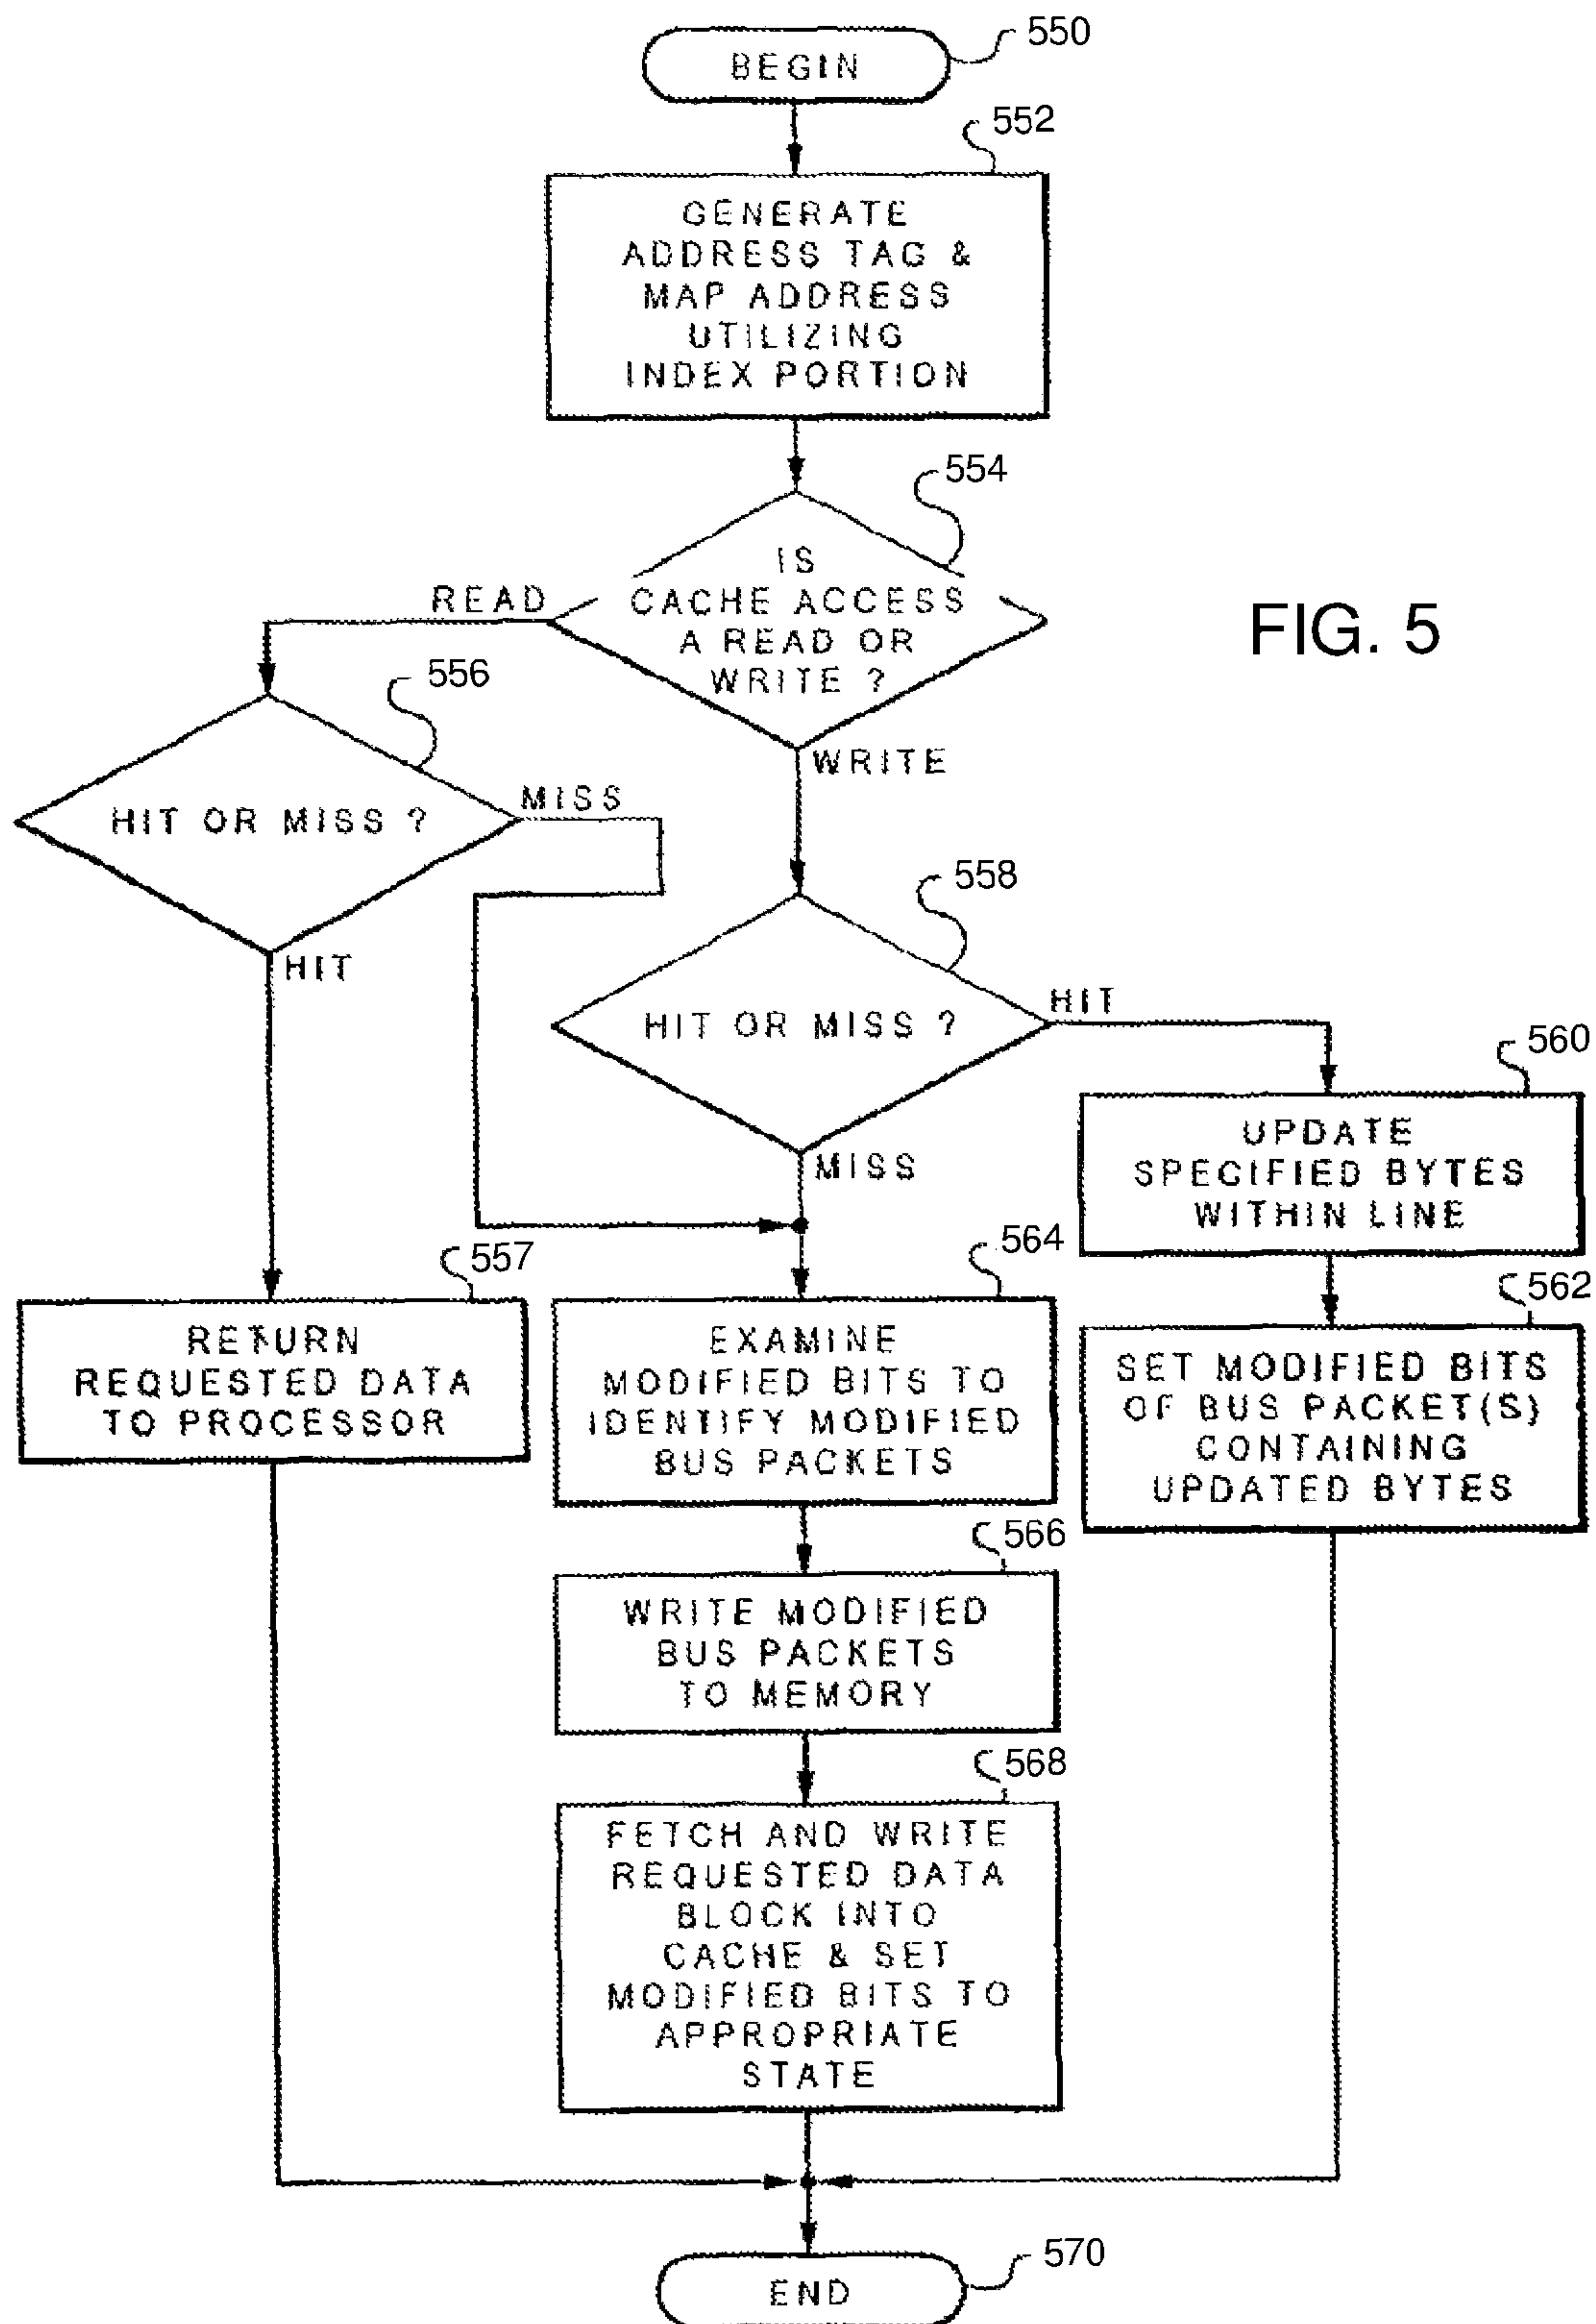 550
BEGIN
552
GENERATE
ADDRESS TAG &
MAP ADDRESS
UTILIZING
INDEX PORTION
554
IS
CACHE ACCESS
A READ OR
WRITE ?
READ
WRITE
FIG. 5
556
HIT OR MISS ?
MISS
HIT
558
HIT OR MISS ?
HIT
MISS
560
UPDATE
SPECIFIED BYTES
WITHIN LINE
557
RETURN
REQUESTED DATA
TO PROCESSOR
564
EXAMINE
MODIFIED BITS TO
IDENTIFY MODIFIED
BUS PACKETS
562
SET MODIFIED BITS
OF BUS PACKET(S)
CONTAINING
UPDATED BYTES
566
WRITE MODIFIED
BUS PACKETS
TO MEMORY
568
FETCH AND WRITE
REQUESTED DATA
BLOCK INTO
CACHE & SET
MODIFIED BITS TO
APPROPRIATE
STATE
570
END